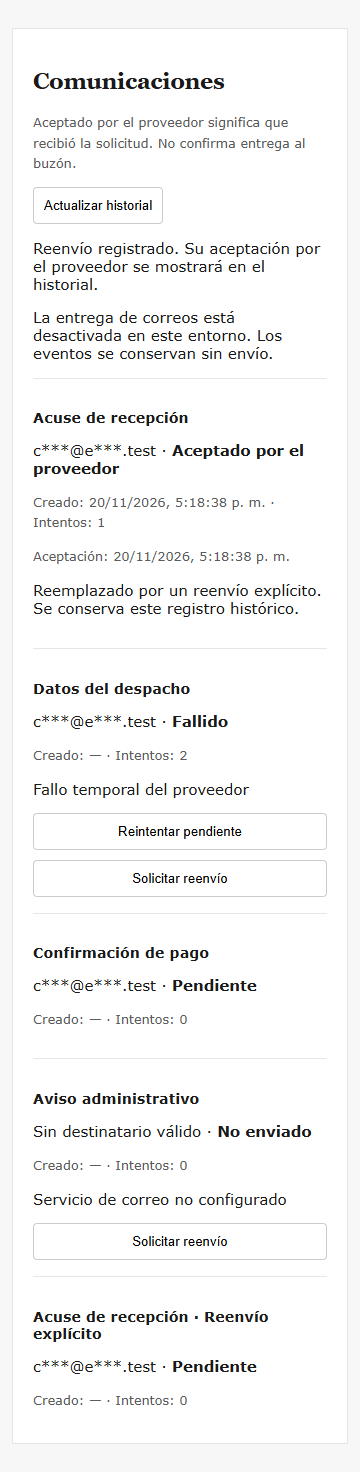 Comunicaciones
Aceptado por el proveedor significa que
recibió la solicitud. No confirma entrega al
buzón.
Actualizar historial
Reenvío registrado. Su aceptación por
el proveedor se mostrará en el
historial.
La entrega de correos está
desactivada en este entorno. Los
eventos se conservan sin envío.
Acuse de recepción
c***@e***.test · Aceptado por el
proveedor
Creado: 20/11/2026, 5:18:38 p. m. ·
Intentos: 1
Aceptación: 20/11/2026, 5:18:38 p. m.
Reemplazado por un reenvío explícito.
Se conserva este registro histórico.
Datos del despacho
c***@e***.test · Fallido
Creado: — · Intentos: 2
Fallo temporal del proveedor
Reintentar pendiente
Solicitar reenvío
Confirmación de pago
c***@e***.test · Pendiente
Creado: — · Intentos: 0
Aviso administrativo
Sin destinatario válido · No enviado
Creado: — · Intentos: 0
Servicio de correo no configurado
Solicitar reenvío
Acuse de recepción · Reenvío
explícito
c***@e***.test · Pendiente
Creado: — · Intentos: 0